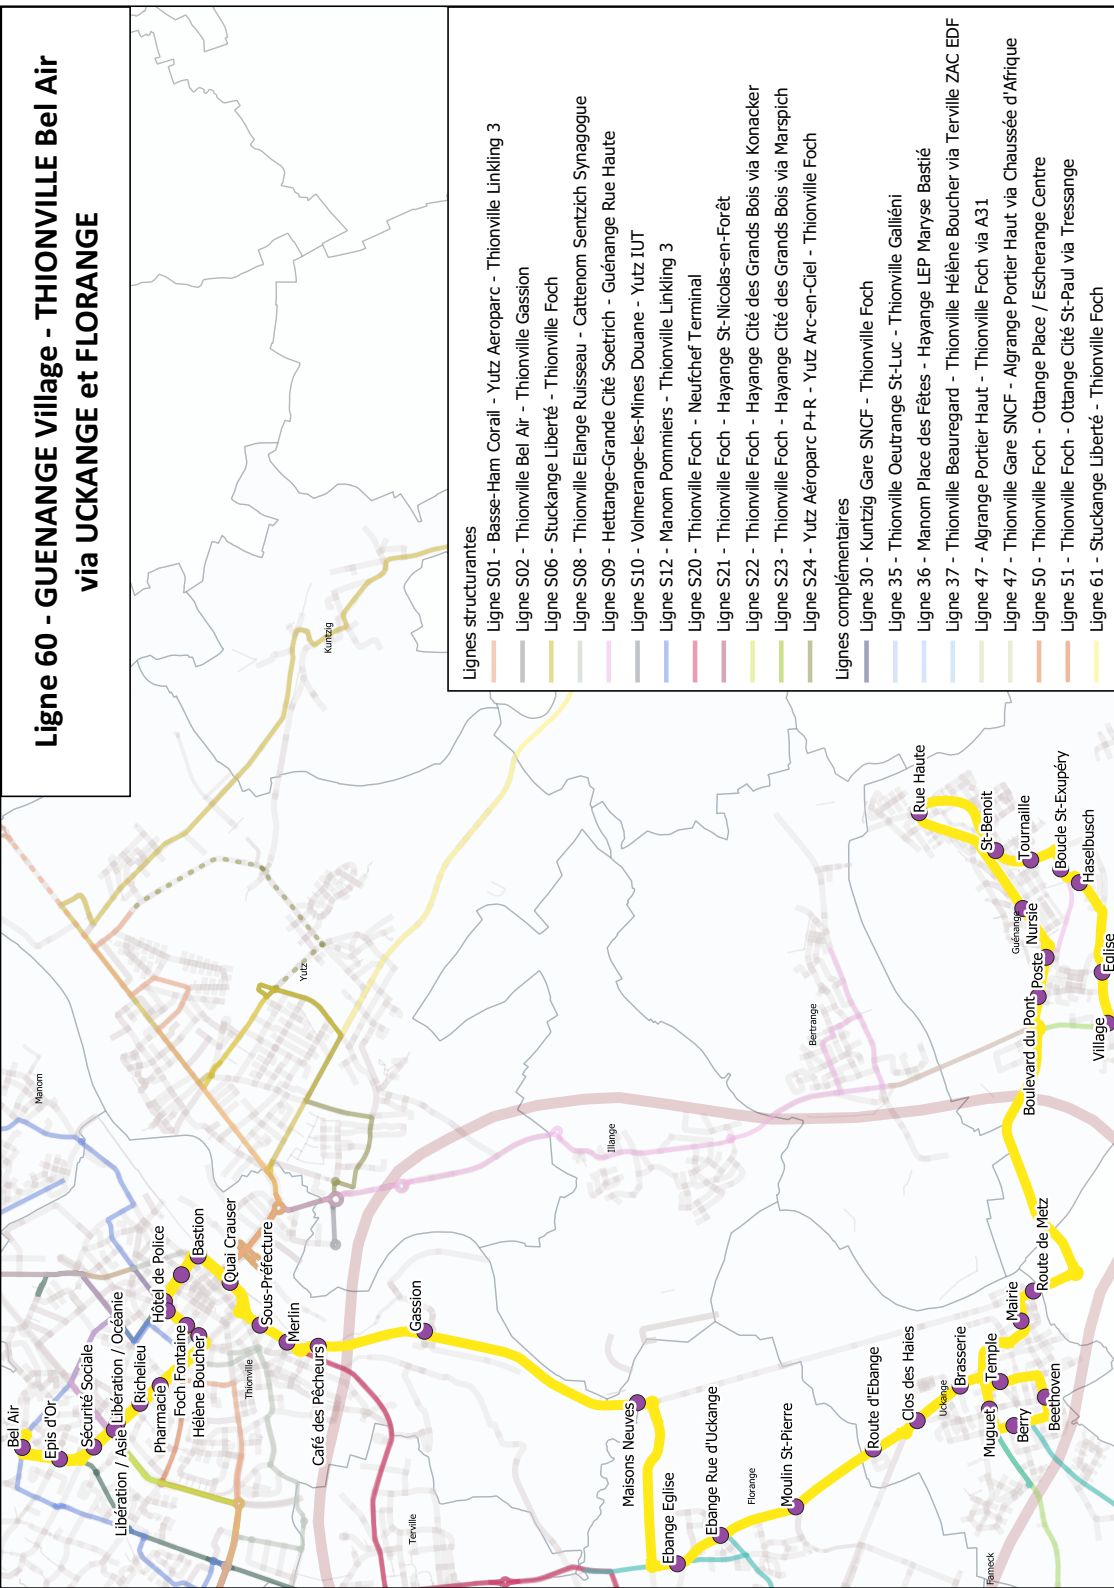 Ligne 60 - GUENANGE Village - THIONVILLE Bel Air
via UCKANGE et FLORANGE
Lignes structurantes
Ligne S01 - Basse-Ham Corail - Yutz Aeroparc - Thionville Linkling 3
Ligne S02 - Thionville Bel Air - Thionville Gassion
Ligne S06 - Stuckange Liberté - Thionville Foch
Ligne S08 - Thionville Elange Ruisseau - Cattenom Sentzich Synagogue
Ligne S09 - Hettange-Grande Cité Soetrich - Guénange Rue Haute
Ligne S10 - Volmerange-les-Mines Douane - Yutz IUT
Ligne S12 - Manom Pommiers - Thionville Linkling 3
Ligne S20 - Thionville Foch - Neufchef Terminal
Ligne S21 - Thionville Foch - Hayange St-Nicolas-en-Forêt
Ligne S22 - Thionville Foch - Hayange Cité des Grands Bois via Konacker
Ligne S23 - Thionville Foch - Hayange Cité des Grands Bois via Marspich
Ligne S24 - Yutz Aéroparc P+R - Yutz Arc-en-Ciel - Thionville Foch
Lignes complémentaires
Ligne 30 - Kuntzig Gare SNCF - Thionville Foch
Ligne 35 - Thionville Oeutrange St-Luc - Thionville Galliéni
Ligne 36 - Manom Place des Fêtes - Hayange LEP Maryse Bastié
Ligne 37 - Thionville Beauregard - Thionville Hélène Boucher via Terville ZAC EDF
Ligne 47 - Algrange Portier Haut - Thionville Foch via A31
Ligne 47 - Thionville Gare SNCF - Algrange Portier Haut via Chaussée d'Afrique
Ligne 50 - Thionville Foch - Ottange Place / Escherange Centre
Ligne 51 - Thionville Foch - Ottange Cité St-Paul via Tressange
Ligne 61 - Stuckange Liberté - Thionville Foch
Bel Air
Epis d'Or
Sécurité Sociale
Libération / Asie
Libération / Océanie
Richelieu
Pharmacie
Foch Fontaine
Hélène Boucher
Hôtel de Police
Bastion
Quai Crauser
Sous-Préfecture
Merlin
Café des Pêcheurs
Gassion
Maisons Neuves
Ebange Eglise
Ebange Rue d'Uckange
Moulin St-Pierre
Route d'Ebange
Clos des Haies
Brasserie
Temple
Muguet
Berry
Beethoven
Mairie
Route de Metz
Boulevard du Pont
Poste
Nursie
St-Benoit
Rue Haute
Tournaille
Boucle St-Exupéry
Haselbusch
Eglise
Village
Manom
Thionville
Terville
Yutz
Kuntzig
Illange
Bertrange
Guénange
Florange
Uckange
Fameck